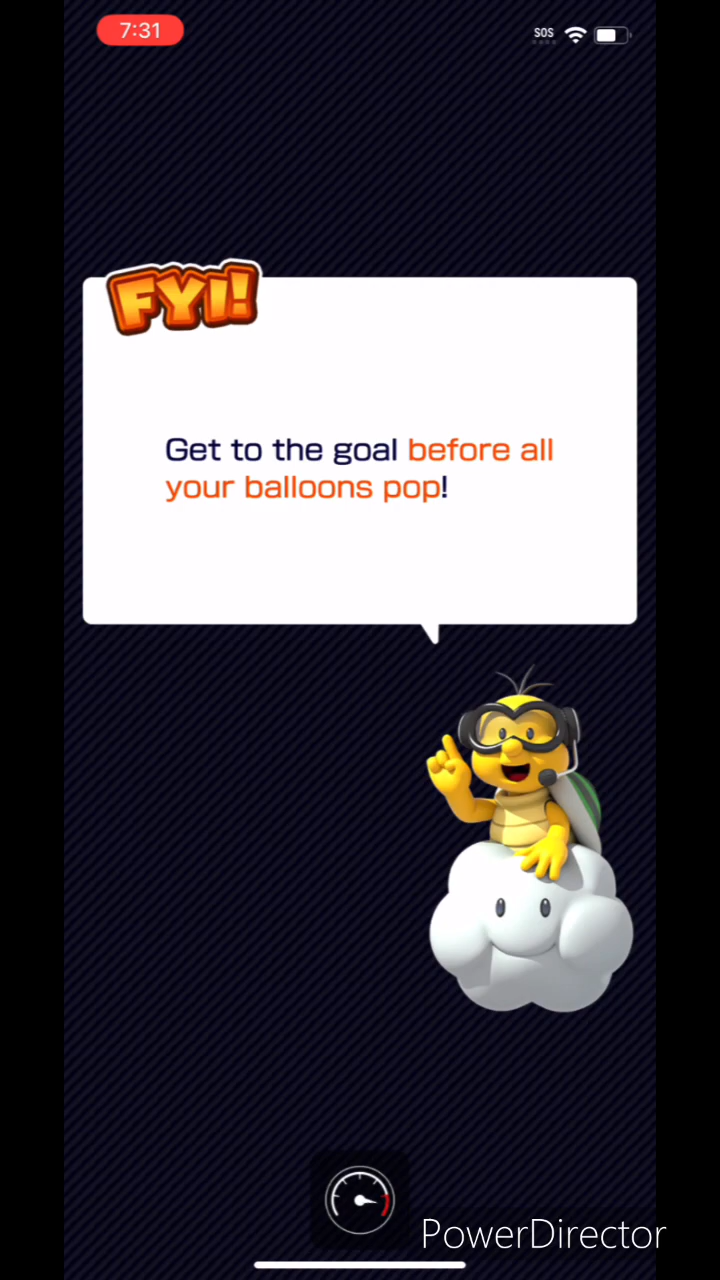 7:31
SOS
FYI!
Get to the goal before all
your balloons pop!
PowerDirector